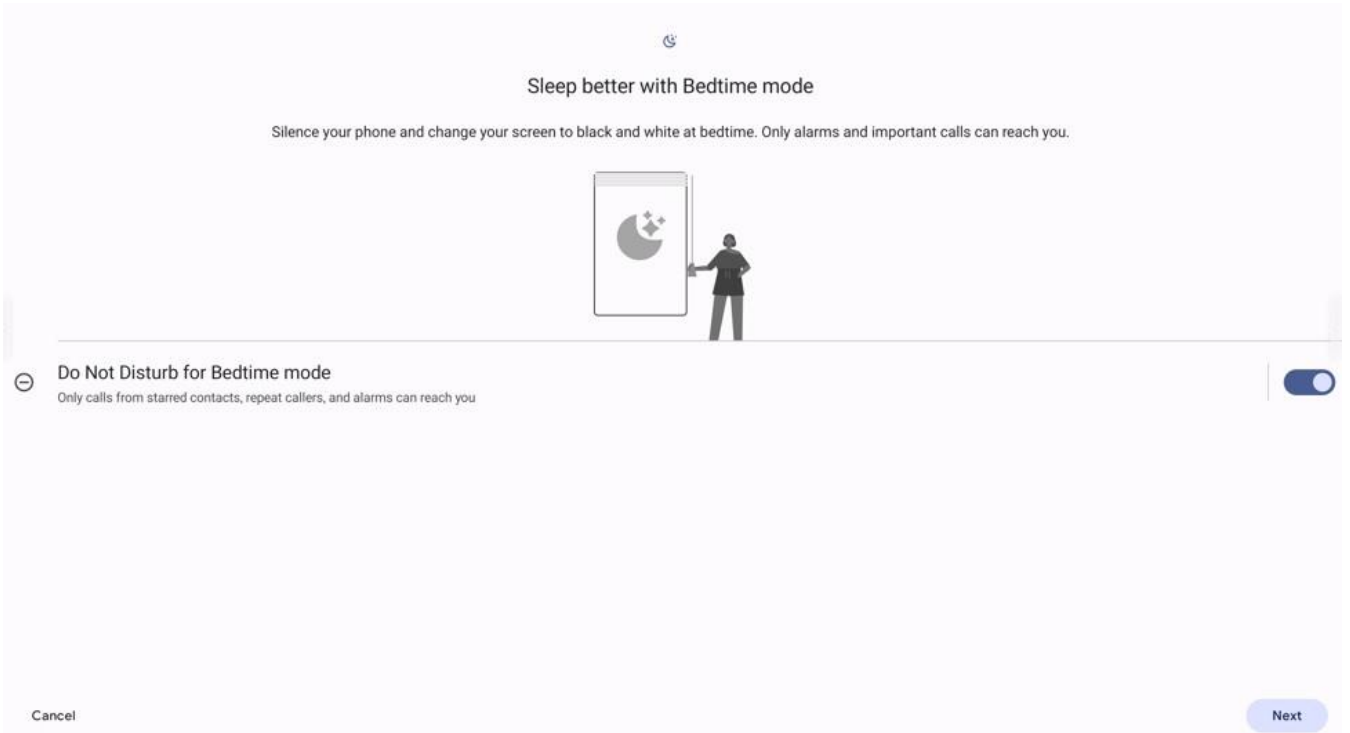 Sleep better with Bedtime mode
Silence your phone and change your screen to black and white at bedtime. Only alarms and important calls can reach you.
Do Not Disturb for Bedtime mode
Only calls from starred contacts, repeat callers, and alarms can reach you
Cancel
Next